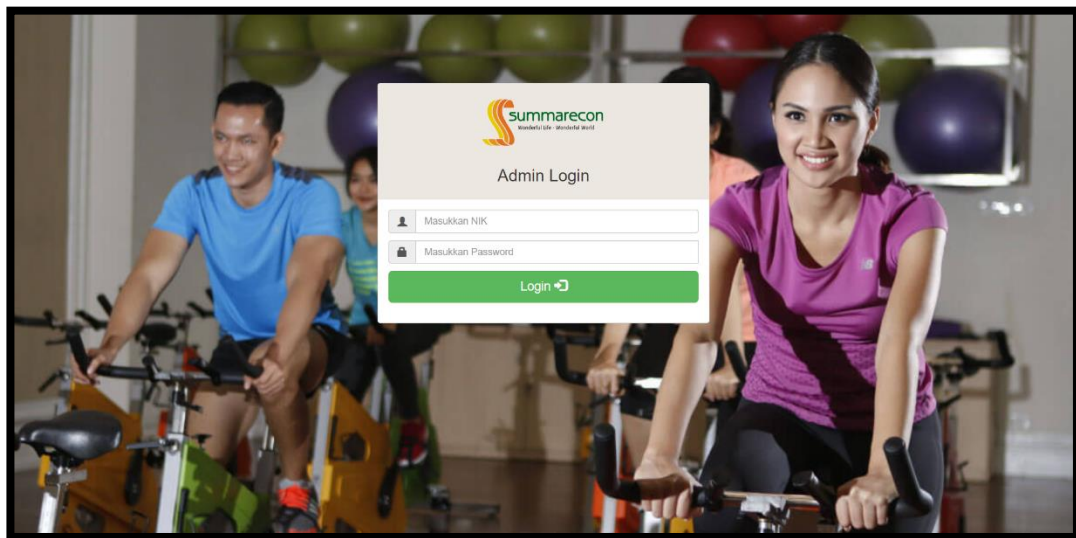 summarecon
Wonderful Life - Wonderful World
Admin Login
Masukkan NIK
Masukkan Password
Login